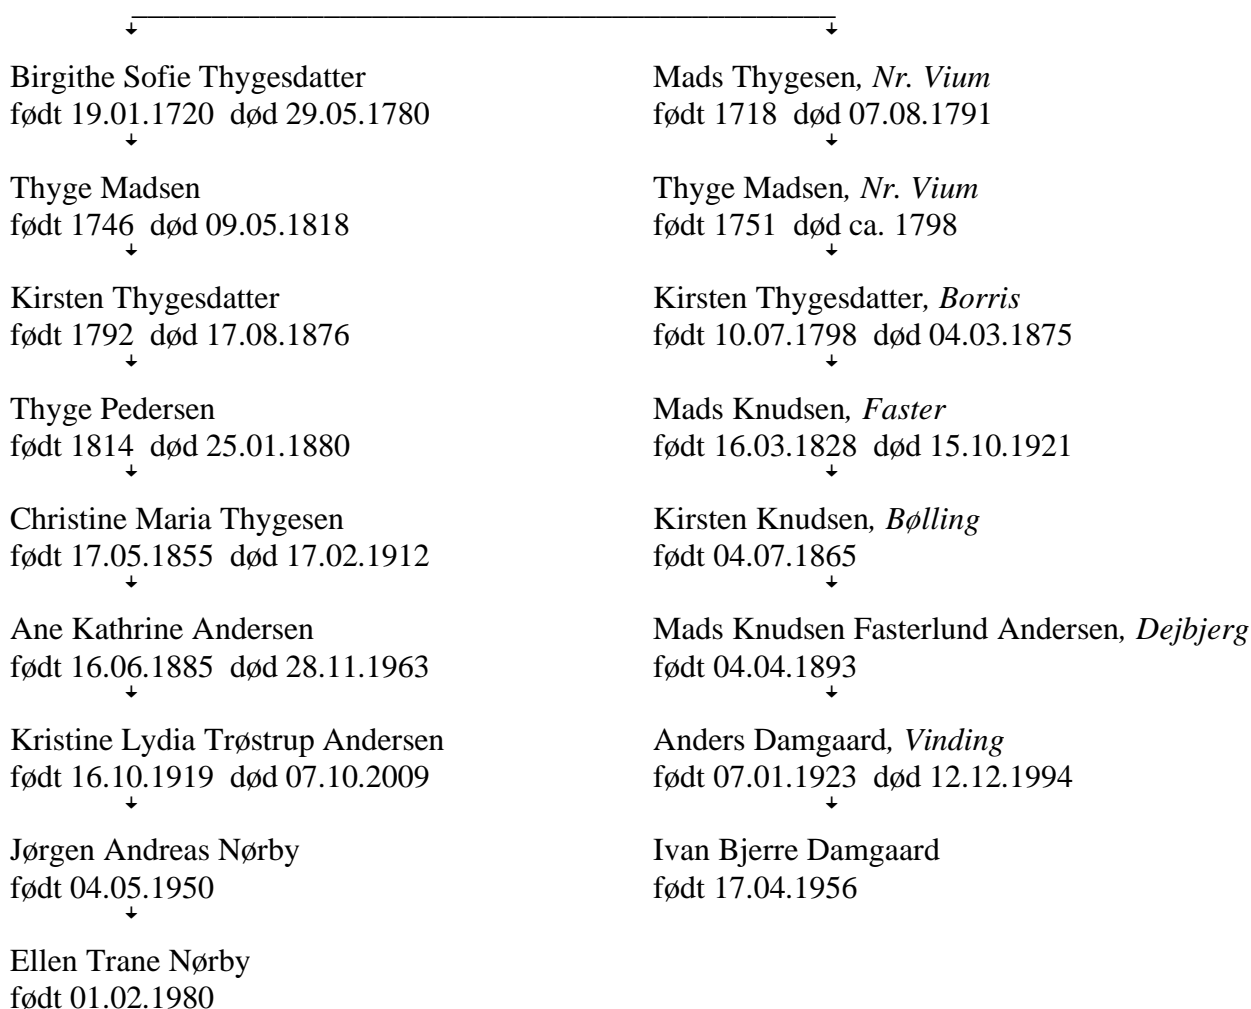 Birgithe Sofie Thygesdatter
født 19.01.1720 død 29.05.1780
Thyge Madsen
født 1746 død 09.05.1818
Kirsten Thygesdatter
født 1792 død 17.08.1876
Thyge Pedersen
født 1814 død 25.01.1880
Christine Maria Thygesen
født 17.05.1855 død 17.02.1912
Ane Kathrine Andersen
født 16.06.1885 død 28.11.1963
Kristine Lydia Trøstrup Andersen
født 16.10.1919 død 07.10.2009
Jørgen Andreas Nørby
født 04.05.1950
Ellen Trane Nørby
født 01.02.1980
Mads Thygesen, Nr. Vium
født 1718 død 07.08.1791
Thyge Madsen, Nr. Vium
født 1751 død ca. 1798
Kirsten Thygesdatter, Borris
født 10.07.1798 død 04.03.1875
Mads Knudsen, Faster
født 16.03.1828 død 15.10.1921
Kirsten Knudsen, Bølling
født 04.07.1865
Mads Knudsen Fasterlund Andersen, Dejbjerg
født 04.04.1893
Anders Damgaard, Vinding
født 07.01.1923 død 12.12.1994
Ivan Bjerre Damgaard
født 17.04.1956